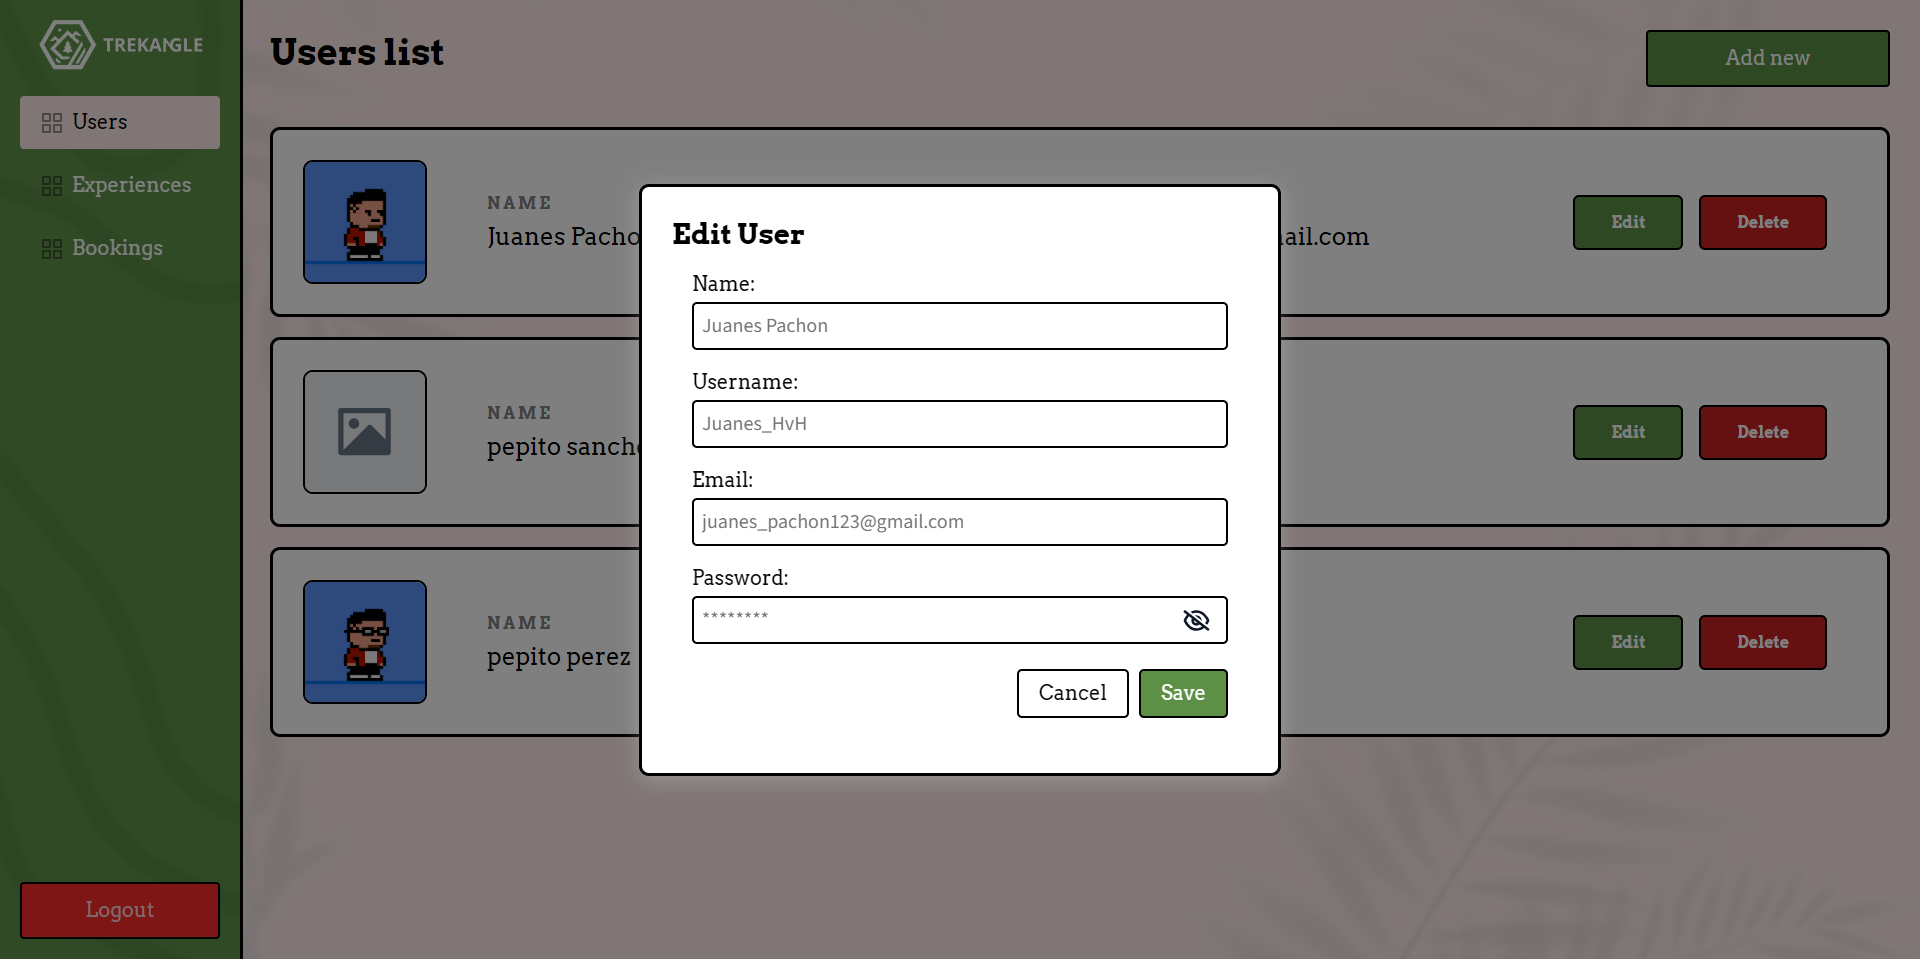 TREKANGLE
Users
Experiences
Bookings
Logout
Users list
Add new
NAME
Juanes Pacho
ail.com
Edit
Delete
NAME
pepito sanch
Edit
Delete
NAME
pepito perez
Edit
Delete
Edit User
Name:
Juanes Pachon
Username:
Juanes_HvH
Email:
juanes_pachon123@gmail.com
Password:
********
Cancel
Save